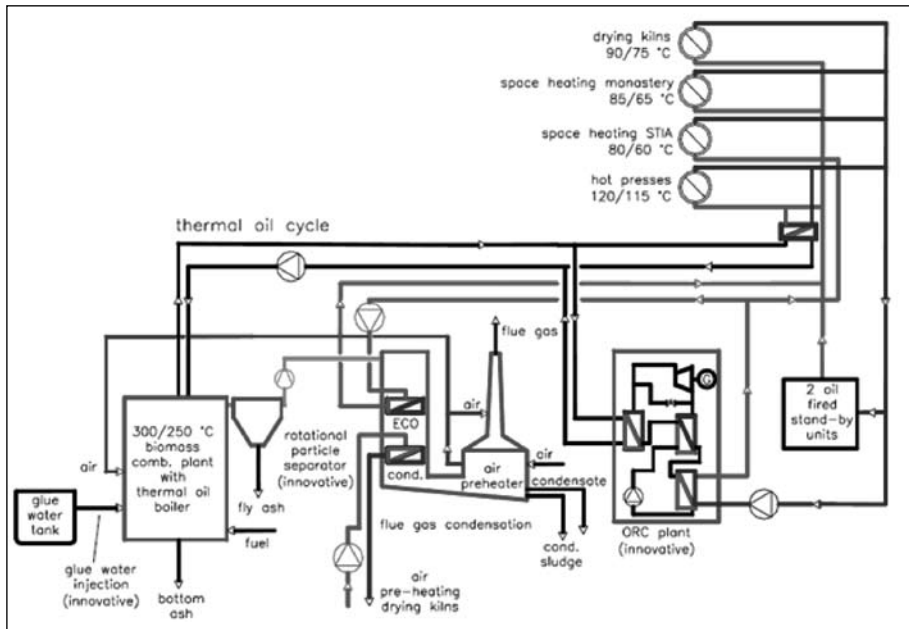 drying kilns
90/75 °C
space heating monastery
85/65 °C
space heating STIA
80/60 °C
hot presses
120/115 °C
thermal oil cycle
flue gas
G
2 oil
fired
stand-by
units
air
ECO
300/250 °C
biomass
comb. plant
with
thermal oil
boiler
rotational
particle
separator
(innovative)
cond.
air
preheater
air
condensate
air
glue
water
tank
fly ash
fuel
flue gas condensation
cond.
sludge
ORC plant
(innovative)
glue water
injection
(innovative)
bottom
ash
air
pre-heating
drying kilns